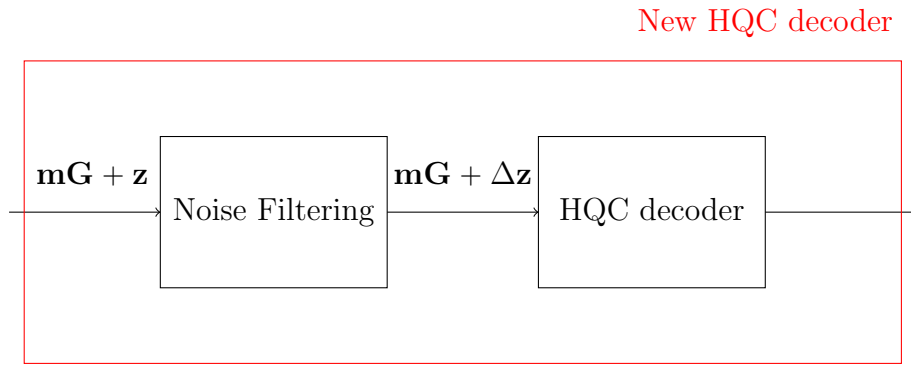 New HQC decoder
mG + z
mG + Δz
Noise Filtering
HQC decoder